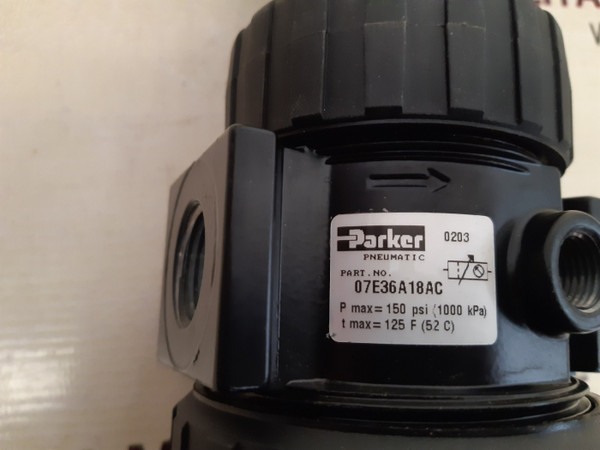 Parker 0203
PNEUMATIC
PART. NO.
07E36A18AC
P max= 150 psi (1000 kPa)
t max= 125 F (52 C)